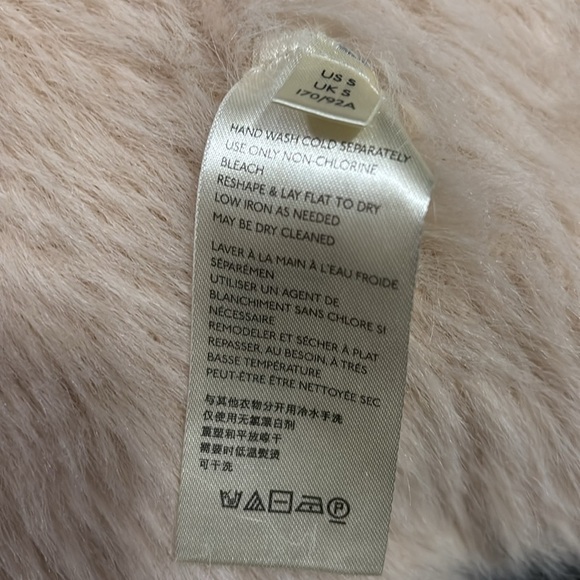 US S
UK S
170/92A
HAND WASH COLD SEPARATELY
USE ONLY NON-CHLORINE
BLEACH
RESHAPE & LAY FLAT TO DRY
LOW IRON AS NEEDED
MAY BE DRY CLEANED
LAVER À LA MAIN À L'EAU FROIDE
SÉPARÉMEN
UTILISER UN AGENT DE
BLANCHIMENT SANS CHLORE SI
NÉCESSAIRE
REMODELER ET SÉCHER À PLAT
REPASSER, AU BESOIN, À TRÉS
BASSE TEMPÉRATURE
PEUT-ÊTRE ÊTRE NETTOYÉE SEC
与其他衣物分开用冷水手洗
仅使用无氯漂白剂
重塑和平放晾干
需要时低温熨烫
可干洗
P